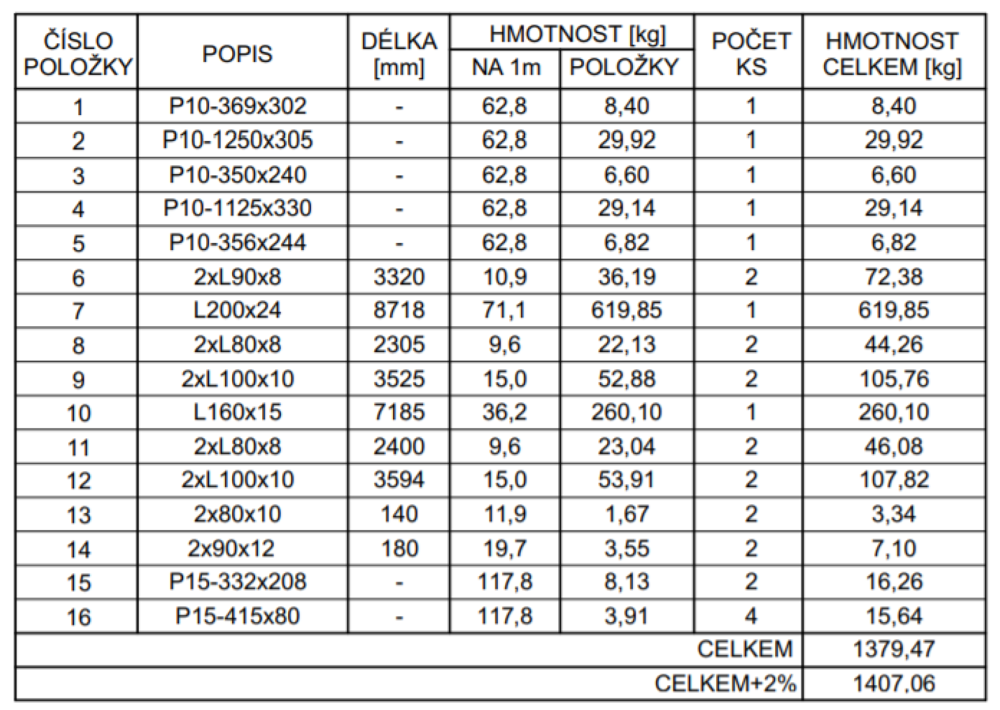 ČÍSLO POLOŽKY POPIS DÉLKA [mm] HMOTNOST [kg] NA 1m POLOŽKY POČET KS HMOTNOST CELKEM [kg]
1 P10-369x302 - 62,8 8,40 1 8,40
2 P10-1250x305 - 62,8 29,92 1 29,92
3 P10-350x240 - 62,8 6,60 1 6,60
4 P10-1125x330 - 62,8 29,14 1 29,14
5 P10-356x244 - 62,8 6,82 1 6,82
6 2xL90x8 3320 10,9 36,19 2 72,38
7 L200x24 8718 71,1 619,85 1 619,85
8 2xL80x8 2305 9,6 22,13 2 44,26
9 2xL100x10 3525 15,0 52,88 2 105,76
10 L160x15 7185 36,2 260,10 1 260,10
11 2xL80x8 2400 9,6 23,04 2 46,08
12 2xL100x10 3594 15,0 53,91 2 107,82
13 2x80x10 140 11,9 1,67 2 3,34
14 2x90x12 180 19,7 3,55 2 7,10
15 P15-332x208 - 117,8 8,13 2 16,26
16 P15-415x80 - 117,8 3,91 4 15,64
CELKEM 1379,47
CELKEM+2% 1407,06